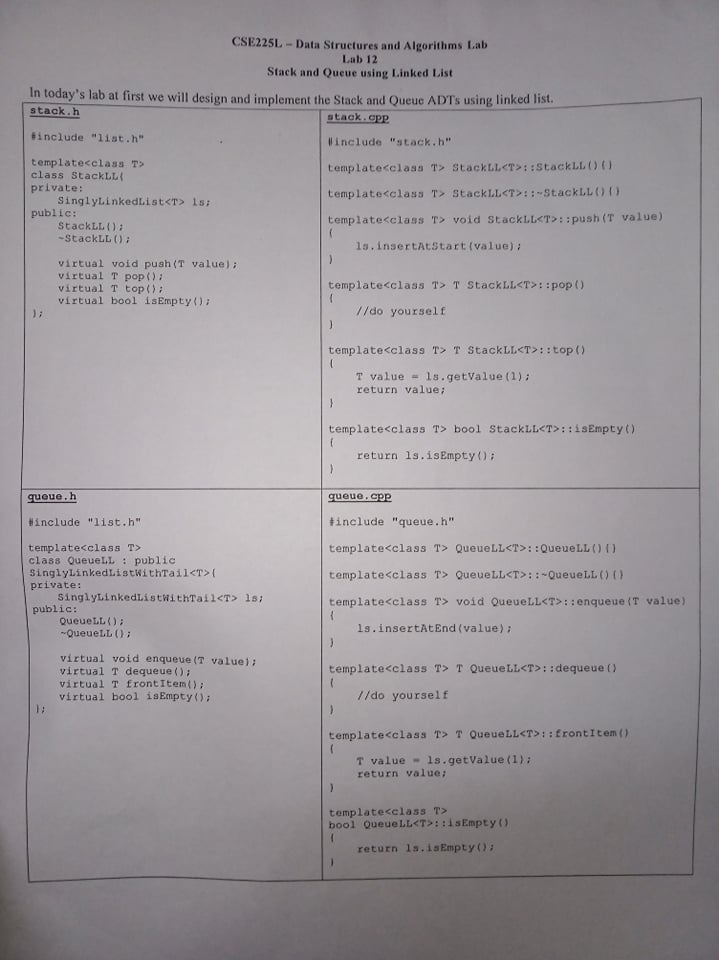 CSE225L – Data Structures and Algorithms Lab
Lab 12
Stack and Queue using Linked List
In today's lab at first we will design and implement the Stack and Queue ADTs using linked list.
stack.h
#include "list.h"
template<class T>
class StackLL{
private:
SinglyLinkedList<T> ls;
public:
StackLL();
~StackLL();
virtual void push(T value);
virtual T pop();
virtual T top();
virtual bool isEmpty();
};
stack.cpp
#include "stack.h"
template<class T> StackLL<T>::StackLL(){}
template<class T> StackLL<T>::~StackLL(){}
template<class T> void StackLL<T>::push(T value)
{
ls.insertAtStart(value);
}
template<class T> T StackLL<T>::pop()
{
//do yourself
}
template<class T> T StackLL<T>::top()
{
T value = ls.getValue(1);
return value;
}
template<class T> bool StackLL<T>::isEmpty()
{
return ls.isEmpty();
}
queue.h
#include "list.h"
template<class T>
class QueueLL : public
SinglyLinkedListWithTail<T>{
private:
SinglyLinkedListWithTail<T> ls;
public:
QueueLL();
~QueueLL();
virtual void enqueue(T value);
virtual T dequeue();
virtual T frontItem();
virtual bool isEmpty();
};
queue.cpp
#include "queue.h"
template<class T> QueueLL<T>::QueueLL(){}
template<class T> QueueLL<T>::~QueueLL(){}
template<class T> void QueueLL<T>::enqueue(T value)
{
ls.insertAtEnd(value);
}
template<class T> T QueueLL<T>::dequeue()
{
//do yourself
}
template<class T> T QueueLL<T>::frontItem()
{
T value = ls.getValue(1);
return value;
}
template<class T>
bool QueueLL<T>::isEmpty()
{
return ls.isEmpty();
}